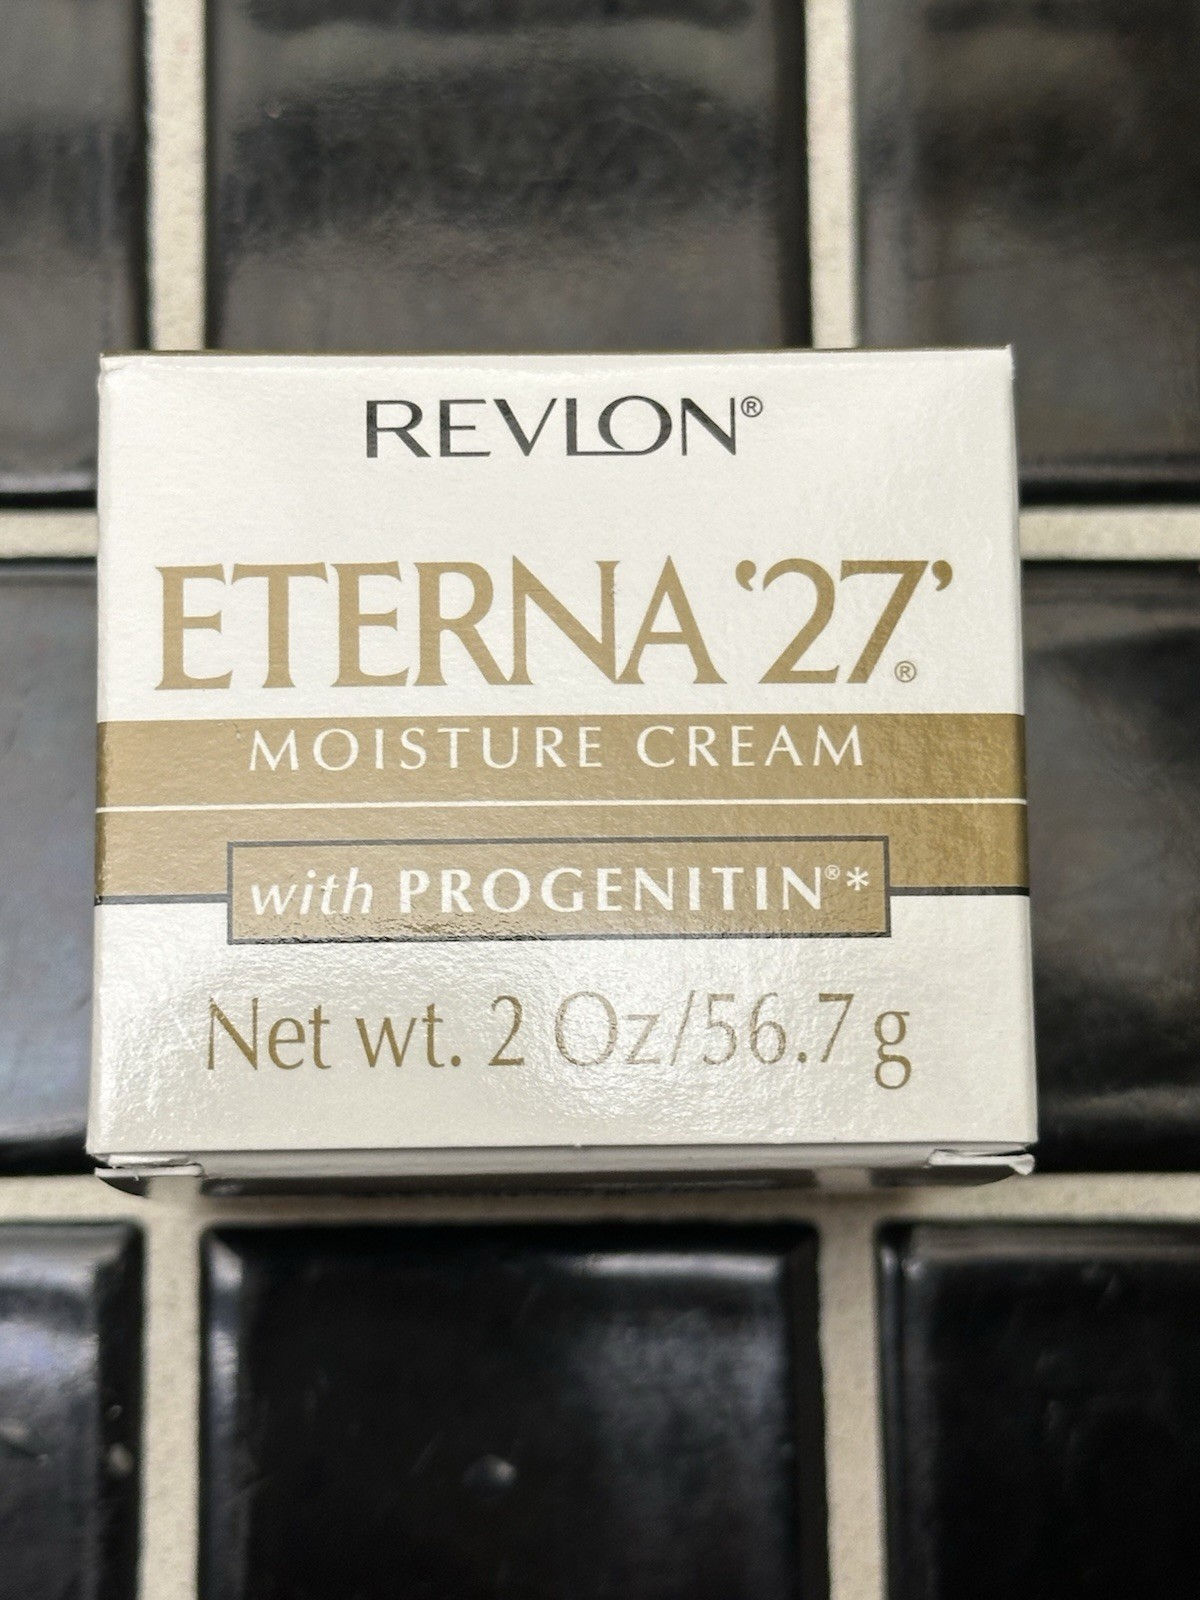 REVLON®
ETERNA ‘27’®
MOISTURE CREAM
with PROGENITIN®*
Net wt. 2 Oz/56.7 g